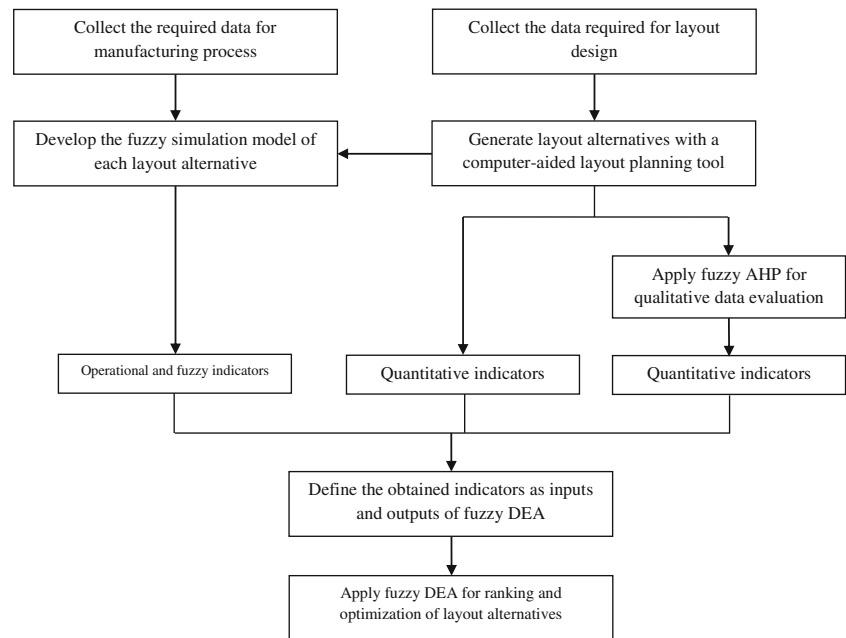 Collect the required data for
manufacturing process
Collect the data required for layout
design
Develop the fuzzy simulation model of
each layout alternative
Generate layout alternatives with a
computer-aided layout planning tool
Apply fuzzy AHP for
qualitative data evaluation
Operational and fuzzy indicators
Quantitative indicators
Quantitative indicators
Define the obtained indicators as inputs
and outputs of fuzzy DEA
Apply fuzzy DEA for ranking and
optimization of layout alternatives